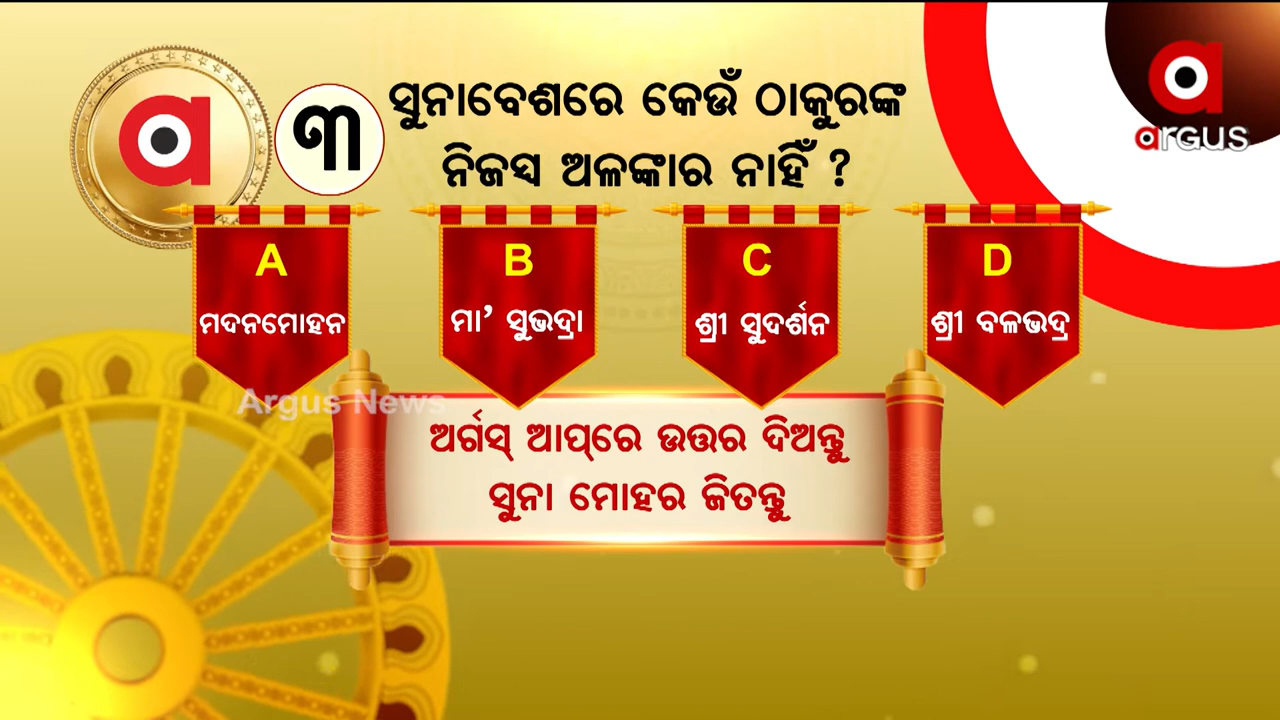 a
୩
ସୁନାବେଶରେ କେଉଁ ଠାକୁରଙ୍କ
ନିଜସ୍ୱ ଅଳଙ୍କାର ନାହିଁ ?
a
argus
A
ମଦନମୋହନ
B
ମା’ ସୁଭଦ୍ରା
C
ଶ୍ରୀ ସୁଦର୍ଶନ
D
ଶ୍ରୀ ବଳଭଦ୍ର
Argus News
ଅର୍ଗସ୍ ଆପ୍‌ରେ ଉତ୍ତର ଦିଅନ୍ତୁ
ସୁନା ମୋହର ଜିତନ୍ତୁ